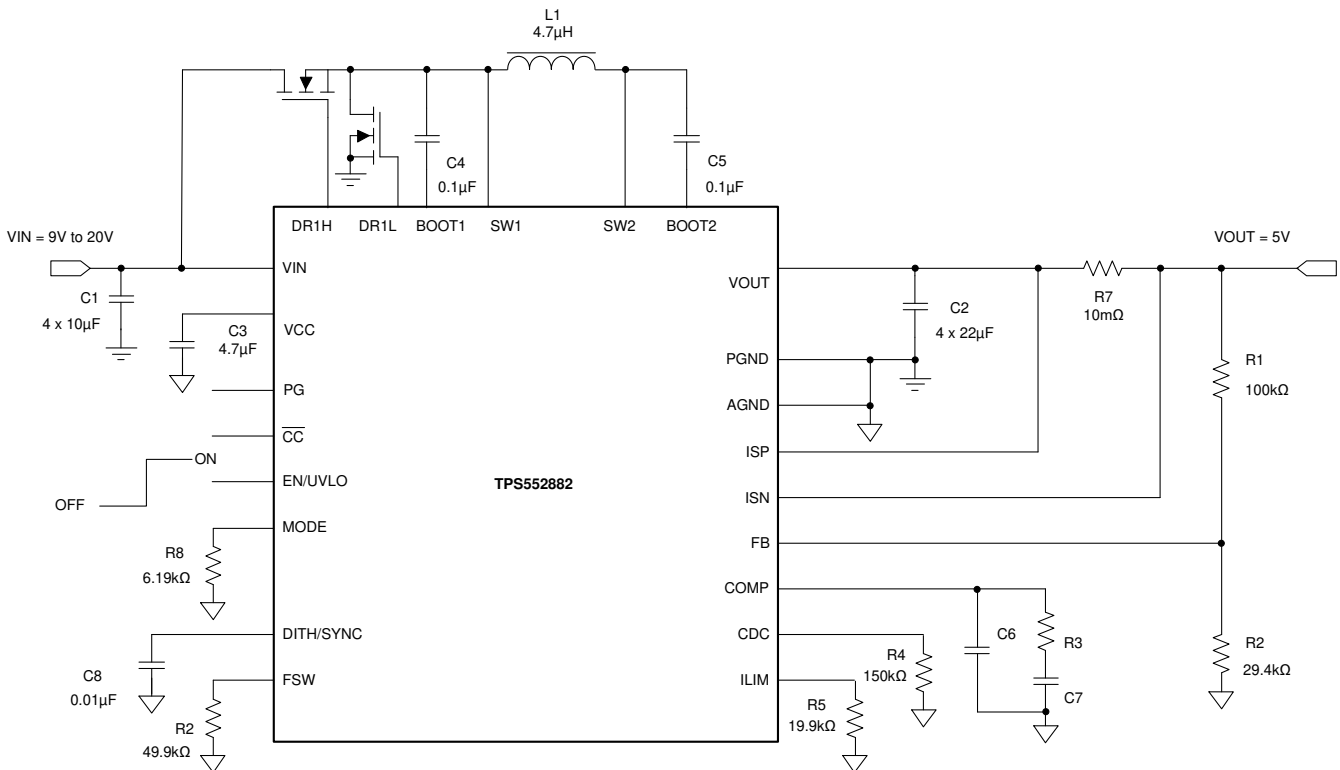 L1
4.7µH
C4
0.1µF
C5
0.1µF
DR1H
DR1L
BOOT1
SW1
SW2
BOOT2
VIN = 9V to 20V
VOUT = 5V
VIN
C1
4 x 10µF
C3
4.7µF
VCC
PG
CC
ON
OFF
EN/UVLO
MODE
R8
6.19kΩ
DITH/SYNC
C8
0.01µF
FSW
R2
49.9kΩ
TPS552882
VOUT
R7
10mΩ
C2
4 x 22µF
PGND
AGND
ISP
ISN
FB
COMP
CDC
ILIM
R1
100kΩ
C6
R3
C7
R4
150kΩ
R5
19.9kΩ
R2
29.4kΩ